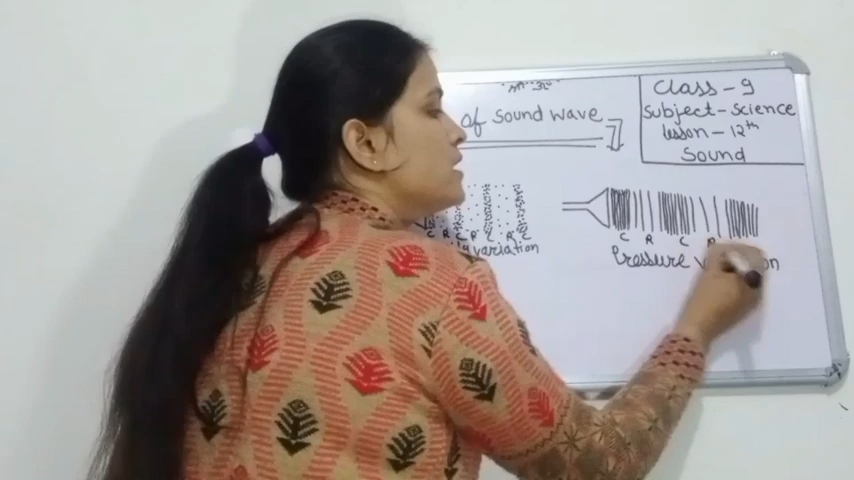 of Sound wave
Class - 9
Subject - Science
lesson - 12th
Sound
C R C R C
variation
C R C R
Pressure